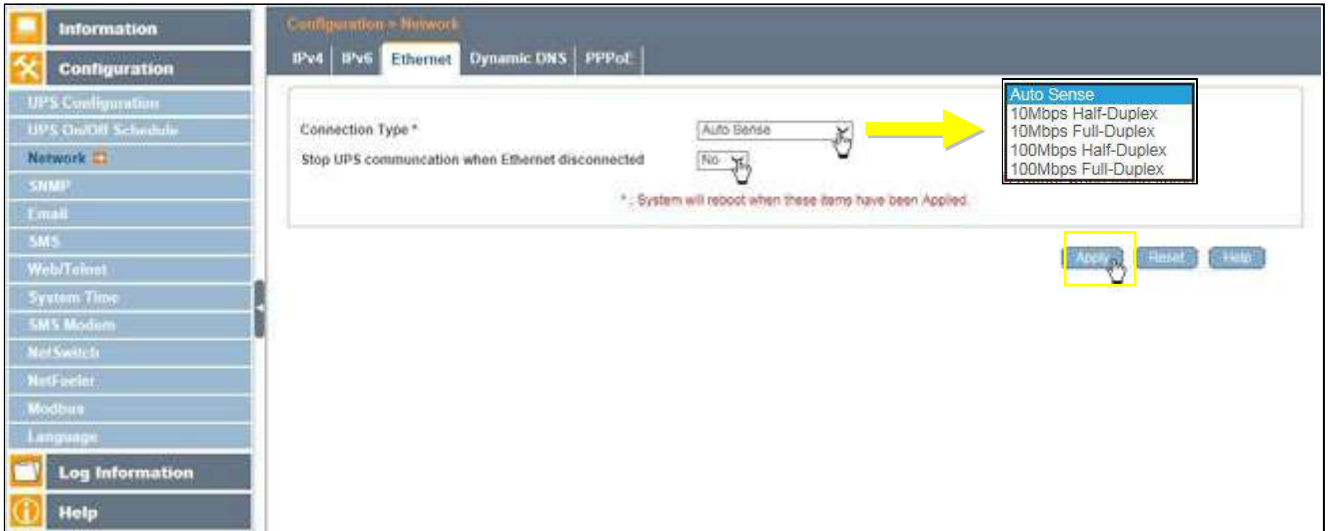 Information
Configuration
UPS Configuration
UPS On/Off Schedule
Network
SNMP
Email
SMS
Web/Telnet
System Time
SMS Modem
NetSwitch
NetFeeler
Modbus
Language
Log Information
Help
Configuration > Network
IPv4 IPv6 Ethernet Dynamic DNS PPPoE
Connection Type * Auto Sense
Stop UPS communcation when Ethernet disconnected No
* : System will reboot when these items have been Applied.
Auto Sense
10Mbps Half-Duplex
10Mbps Full-Duplex
100Mbps Half-Duplex
100Mbps Full-Duplex
Apply Reset Help